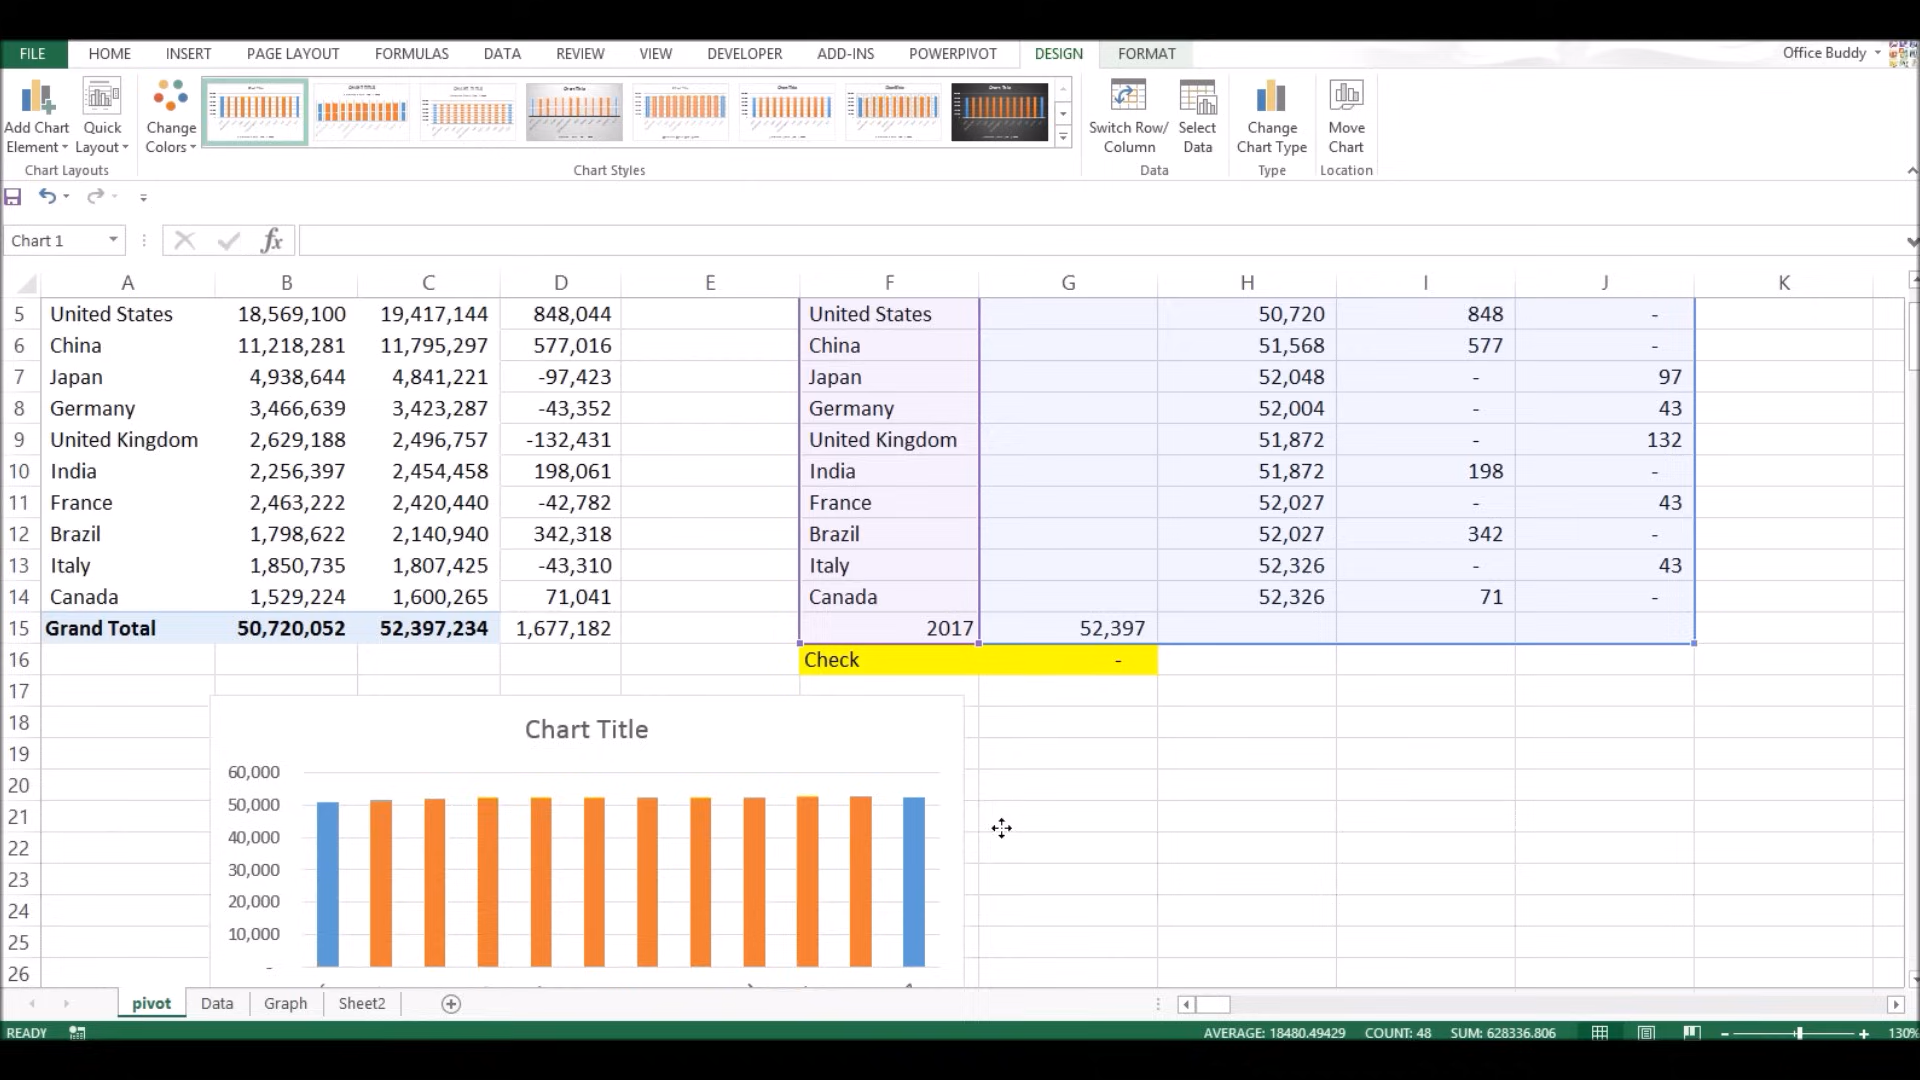 FILE HOME INSERT PAGE LAYOUT FORMULAS DATA REVIEW VIEW DEVELOPER ADD-INS POWERPIVOT DESIGN FORMAT Office Buddy
Add Chart Element Quick Layout Change Colors Switch Row/ Column Select Data Change Chart Type Move Chart
Chart Layouts Chart Styles Data Type Location
Chart 1 fx
A B C D E F G H I J K
5 United States 18,569,100 19,417,144 848,044 United States 50,720 848 -
6 China 11,218,281 11,795,297 577,016 China 51,568 577 -
7 Japan 4,938,644 4,841,221 -97,423 Japan 52,048 - 97
8 Germany 3,466,639 3,423,287 -43,352 Germany 52,004 - 43
9 United Kingdom 2,629,188 2,496,757 -132,431 United Kingdom 51,872 - 132
10 India 2,256,397 2,454,458 198,061 India 51,872 198 -
11 France 2,463,222 2,420,440 -42,782 France 52,027 - 43
12 Brazil 1,798,622 2,140,940 342,318 Brazil 52,027 342 -
13 Italy 1,850,735 1,807,425 -43,310 Italy 52,326 - 43
14 Canada 1,529,224 1,600,265 71,041 Canada 52,326 71 -
15 Grand Total 50,720,052 52,397,234 1,677,182 2017 52,397
16 Check -
17
18 Chart Title
19
20 60,000
21 50,000
22 40,000
23 30,000
24 20,000
25 10,000
26 -
pivot Data Graph Sheet2
READY AVERAGE: 18480.49429 COUNT: 48 SUM: 628336.806 130%